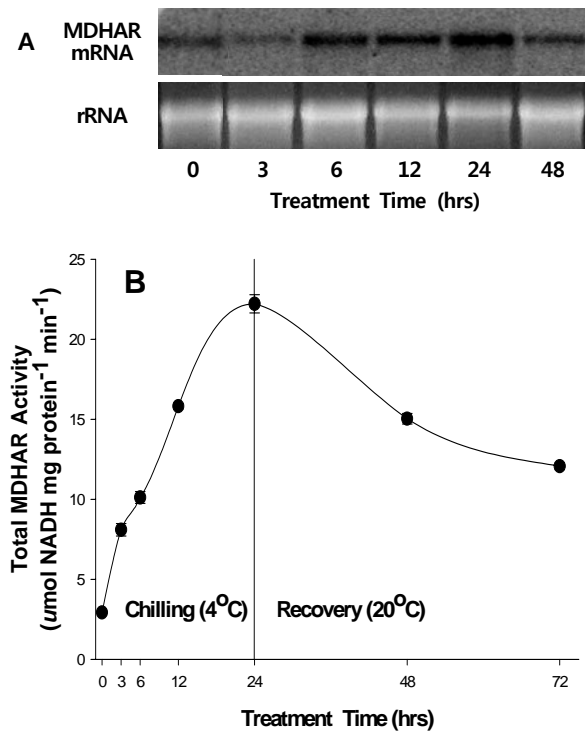 A
MDHAR
mRNA
rRNA
0 3 6 12 24 48
Treatment Time (hrs)
B
Total MDHAR Activity
(umol NADH mg protein⁻¹ min⁻¹)
25
20
15
10
5
0
Chilling (4⁰C) Recovery (20⁰C)
0 3 6 12 24 48 72
Treatment Time (hrs)